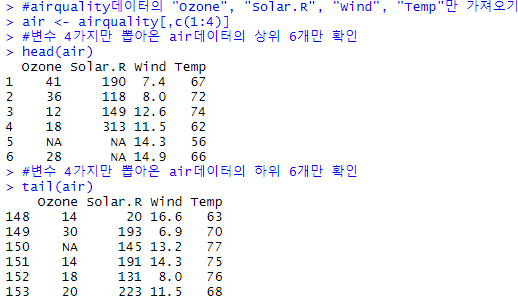 > #airquality데이터의 "Ozone", "Solar.R", "Wind", "Temp"만 가져오기
> air <- airquality[,c(1:4)]
> #변수 4가지만 뽑아온 air데이터의 상위 6개만 확인
> head(air)
  Ozone Solar.R Wind Temp
1    41     190  7.4   67
2    36     118  8.0   72
3    12     149 12.6   74
4    18     313 11.5   62
5    NA      NA 14.3   56
6    28      NA 14.9   66
> #변수 4가지만 뽑아온 air데이터의 하위 6개만 확인
> tail(air)
    Ozone Solar.R Wind Temp
148    14      20 16.6   63
149    30     193  6.9   70
150    NA     145 13.2   77
151    14     191 14.3   75
152    18     131  8.0   76
153    20     223 11.5   68